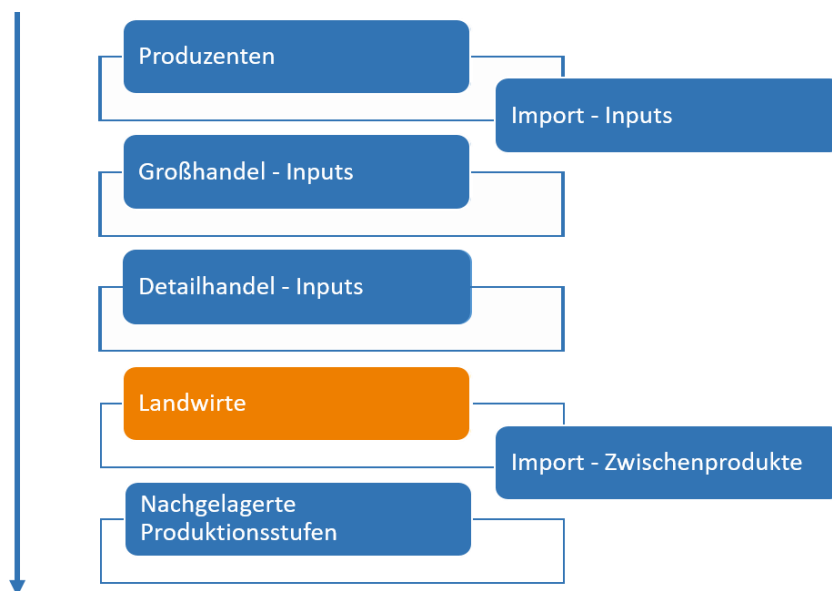 Produzenten
Import - Inputs
Großhandel - Inputs
Detailhandel - Inputs
Landwirte
Import - Zwischenprodukte
Nachgelagerte
Produktionsstufen